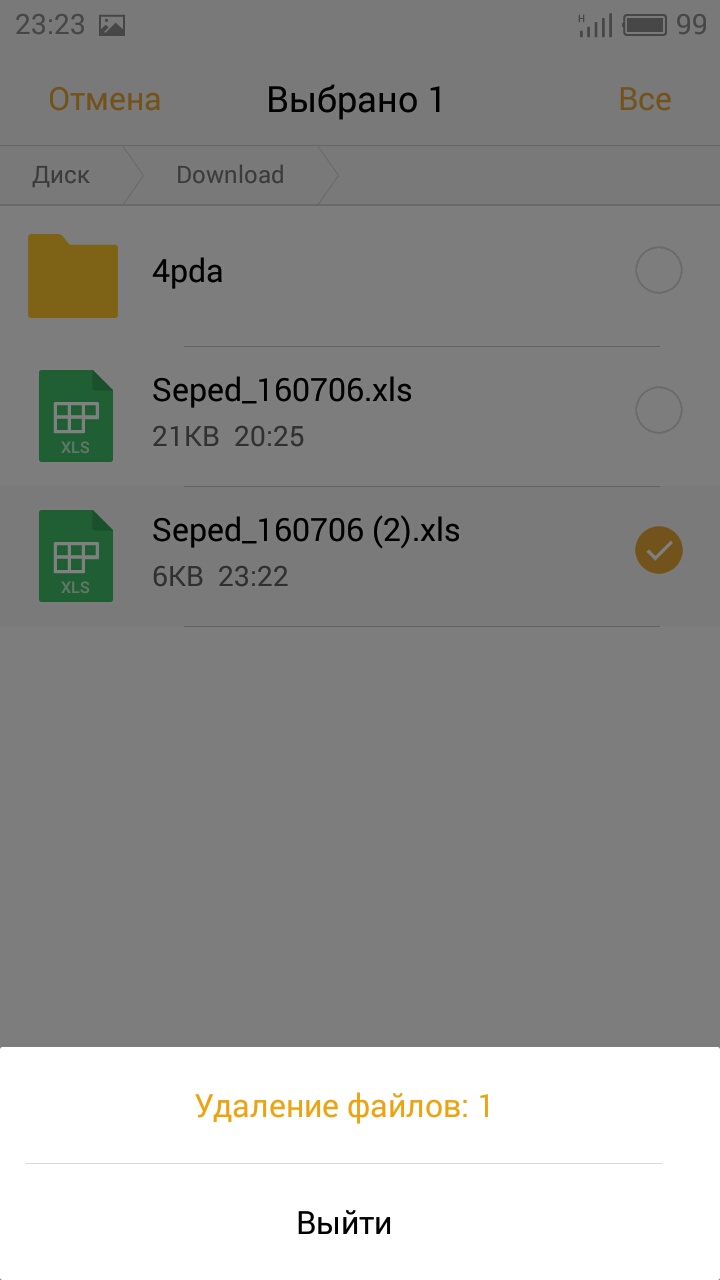 23:23 H 99
Отмена Выбрано 1 Все
Диск Download
4pda
Seped_160706.xls
21KB 20:25
XLS
Seped_160706 (2).xls
6KB 23:22
XLS
Удаление файлов: 1
Выйти